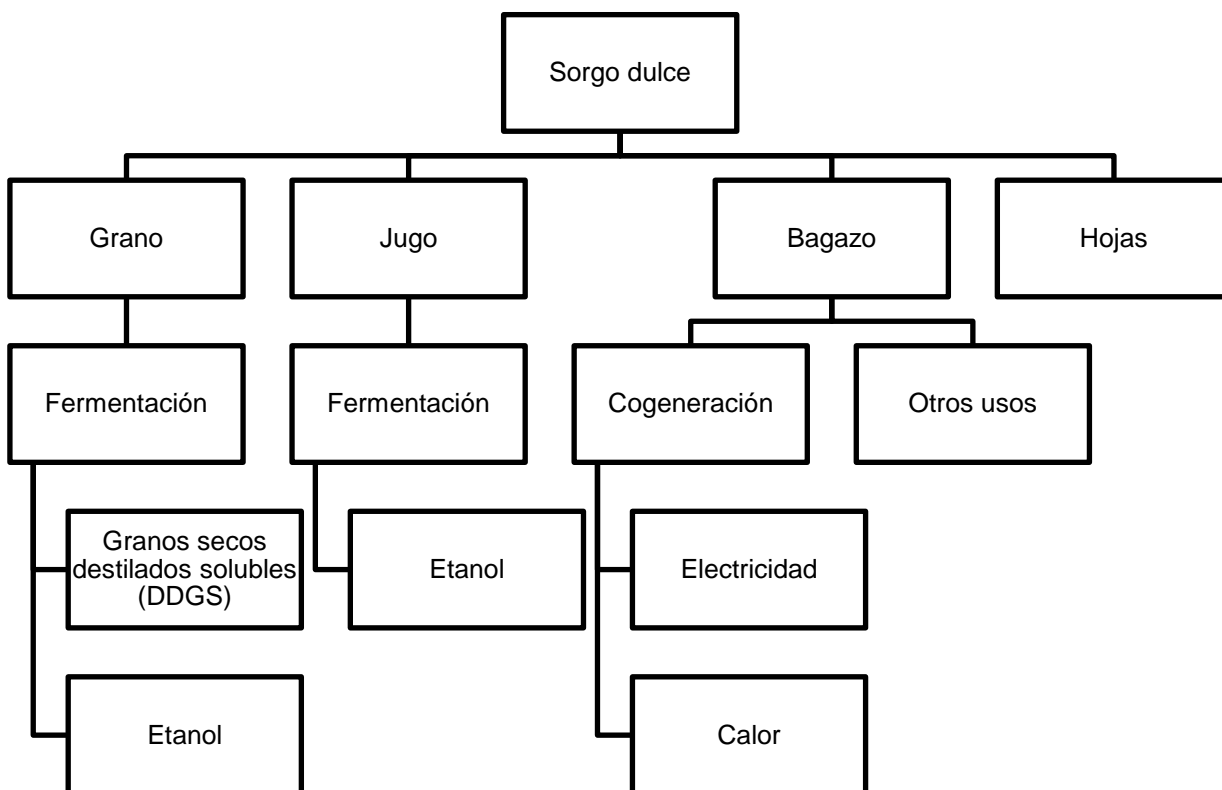 Sorgo dulce
Grano
Jugo
Bagazo
Hojas
Fermentación
Fermentación
Cogeneración
Otros usos
Granos secos
destilados solubles
(DDGS)
Etanol
Electricidad
Etanol
Calor